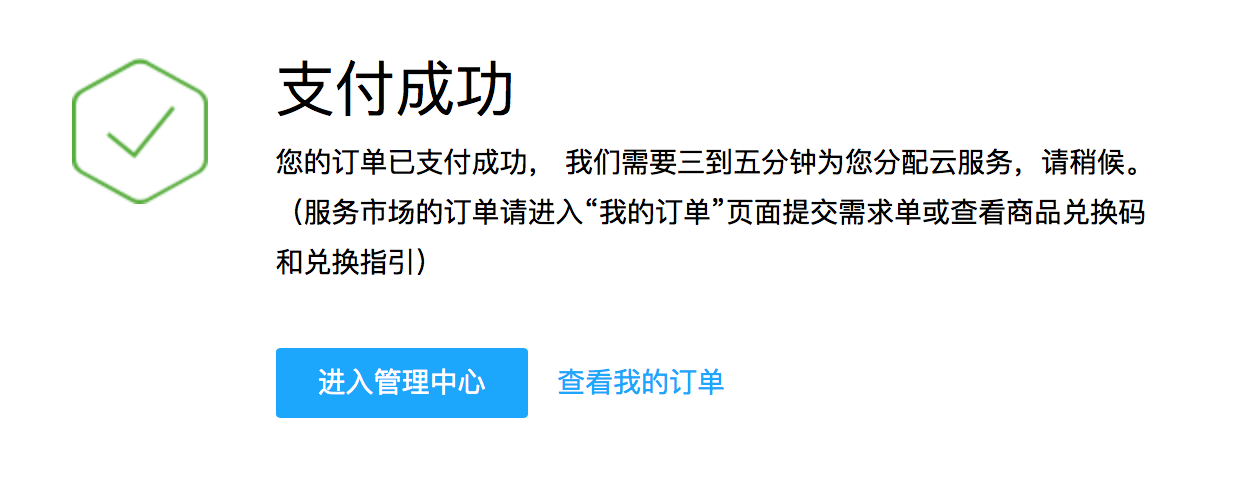 支付成功
您的订单已支付成功， 我们需要三到五分钟为您分配云服务，请稍候。
（服务市场的订单请进入“我的订单”页面提交需求单或查看商品兑换码
和兑换指引）
进入管理中心 查看我的订单